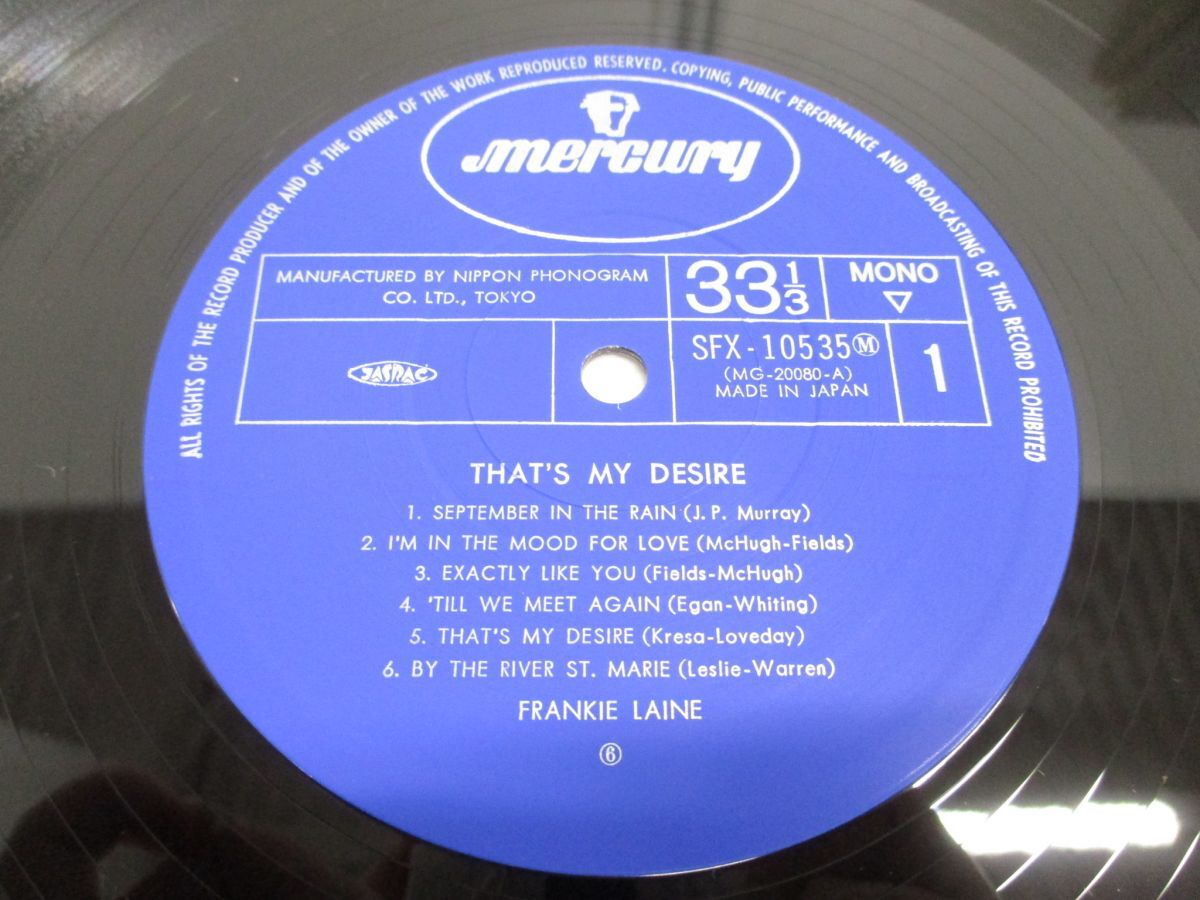 ALL RIGHTS OF THE RECORD PRODUCER AND OF THE OWNER OF THE WORK REPRODUCED RESERVED. COPYING, PUBLIC PERFORMANCE AND BROADCASTING OF THIS RECORD PROHIBITED
mercury
MANUFACTURED BY NIPPON PHONOGRAM
CO. LTD., TOKYO
33 1/3
MONO
▽
JASRAC
SFX-10535Ⓜ
(MG-20080-A)
MADE IN JAPAN
1
THAT'S MY DESIRE
1. SEPTEMBER IN THE RAIN (J. P. Murray)
2. I'M IN THE MOOD FOR LOVE (McHugh-Fields)
3. EXACTLY LIKE YOU (Fields-McHugh)
4. 'TILL WE MEET AGAIN (Egan-Whiting)
5. THAT'S MY DESIRE (Kresa-Loveday)
6. BY THE RIVER ST. MARIE (Leslie-Warren)
FRANKIE LAINE
⑥